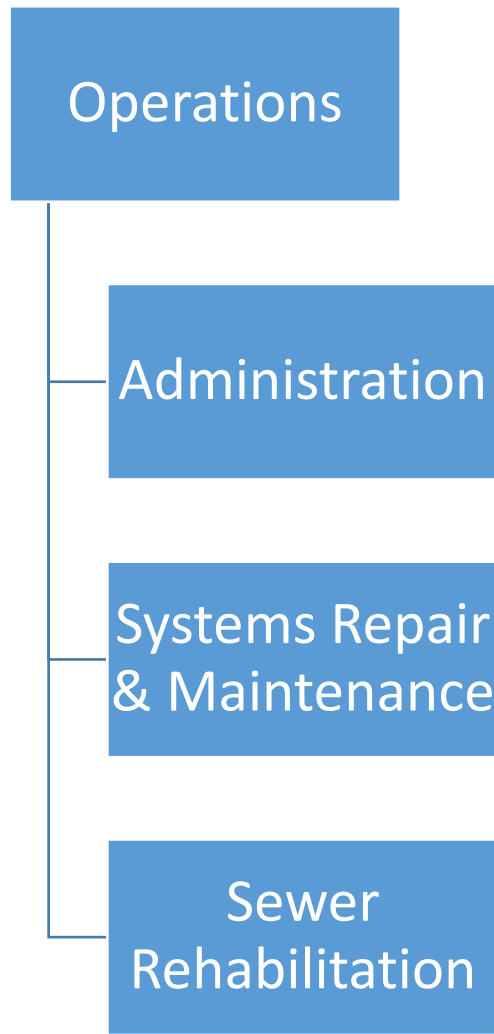 Operations
Administration
Systems Repair
& Maintenance
Sewer
Rehabilitation